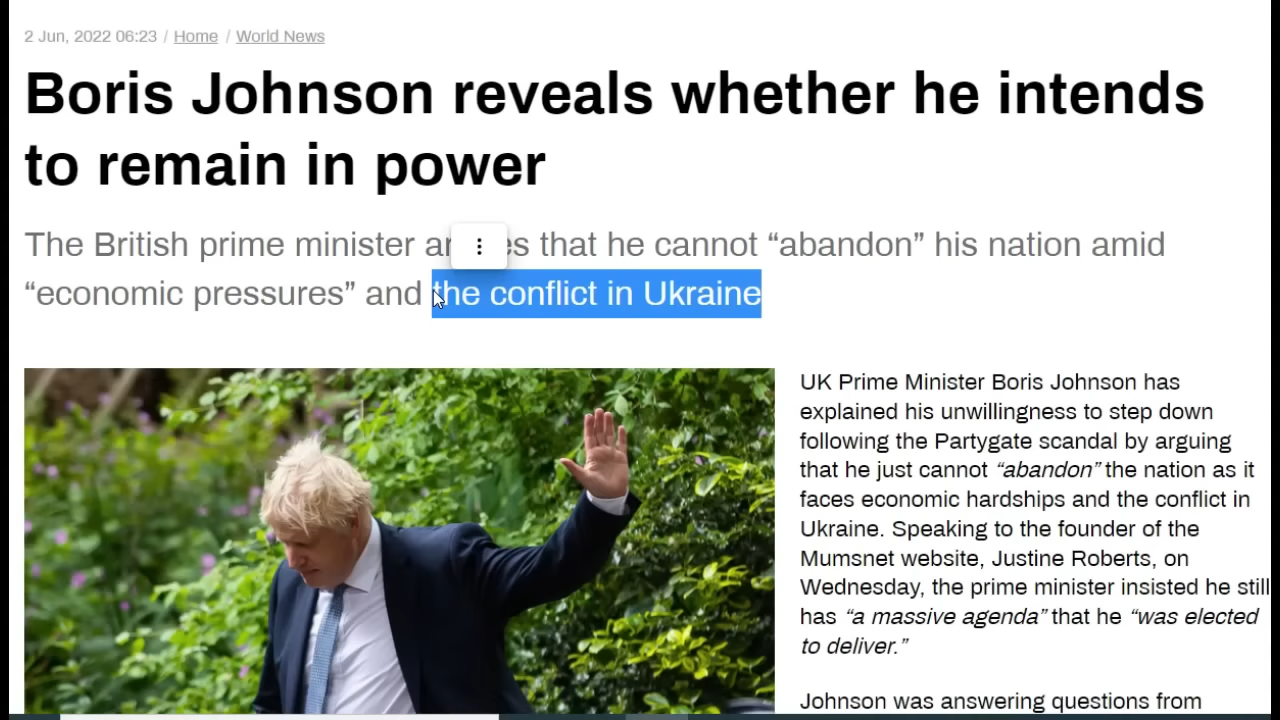 2 Jun, 2022 06:23 / Home / World News
Boris Johnson reveals whether he intends
to remain in power
The British prime minister that he cannot “abandon” his nation amid
“economic pressures” and the conflict in Ukraine
UK Prime Minister Boris Johnson has
explained his unwillingness to step down
following the Partygate scandal by arguing
that he just cannot “abandon” the nation as it
faces economic hardships and the conflict in
Ukraine. Speaking to the founder of the
Mumsnet website, Justine Roberts, on
Wednesday, the prime minister insisted he still
has “a massive agenda” that he “was elected
to deliver.”
Johnson was answering questions from